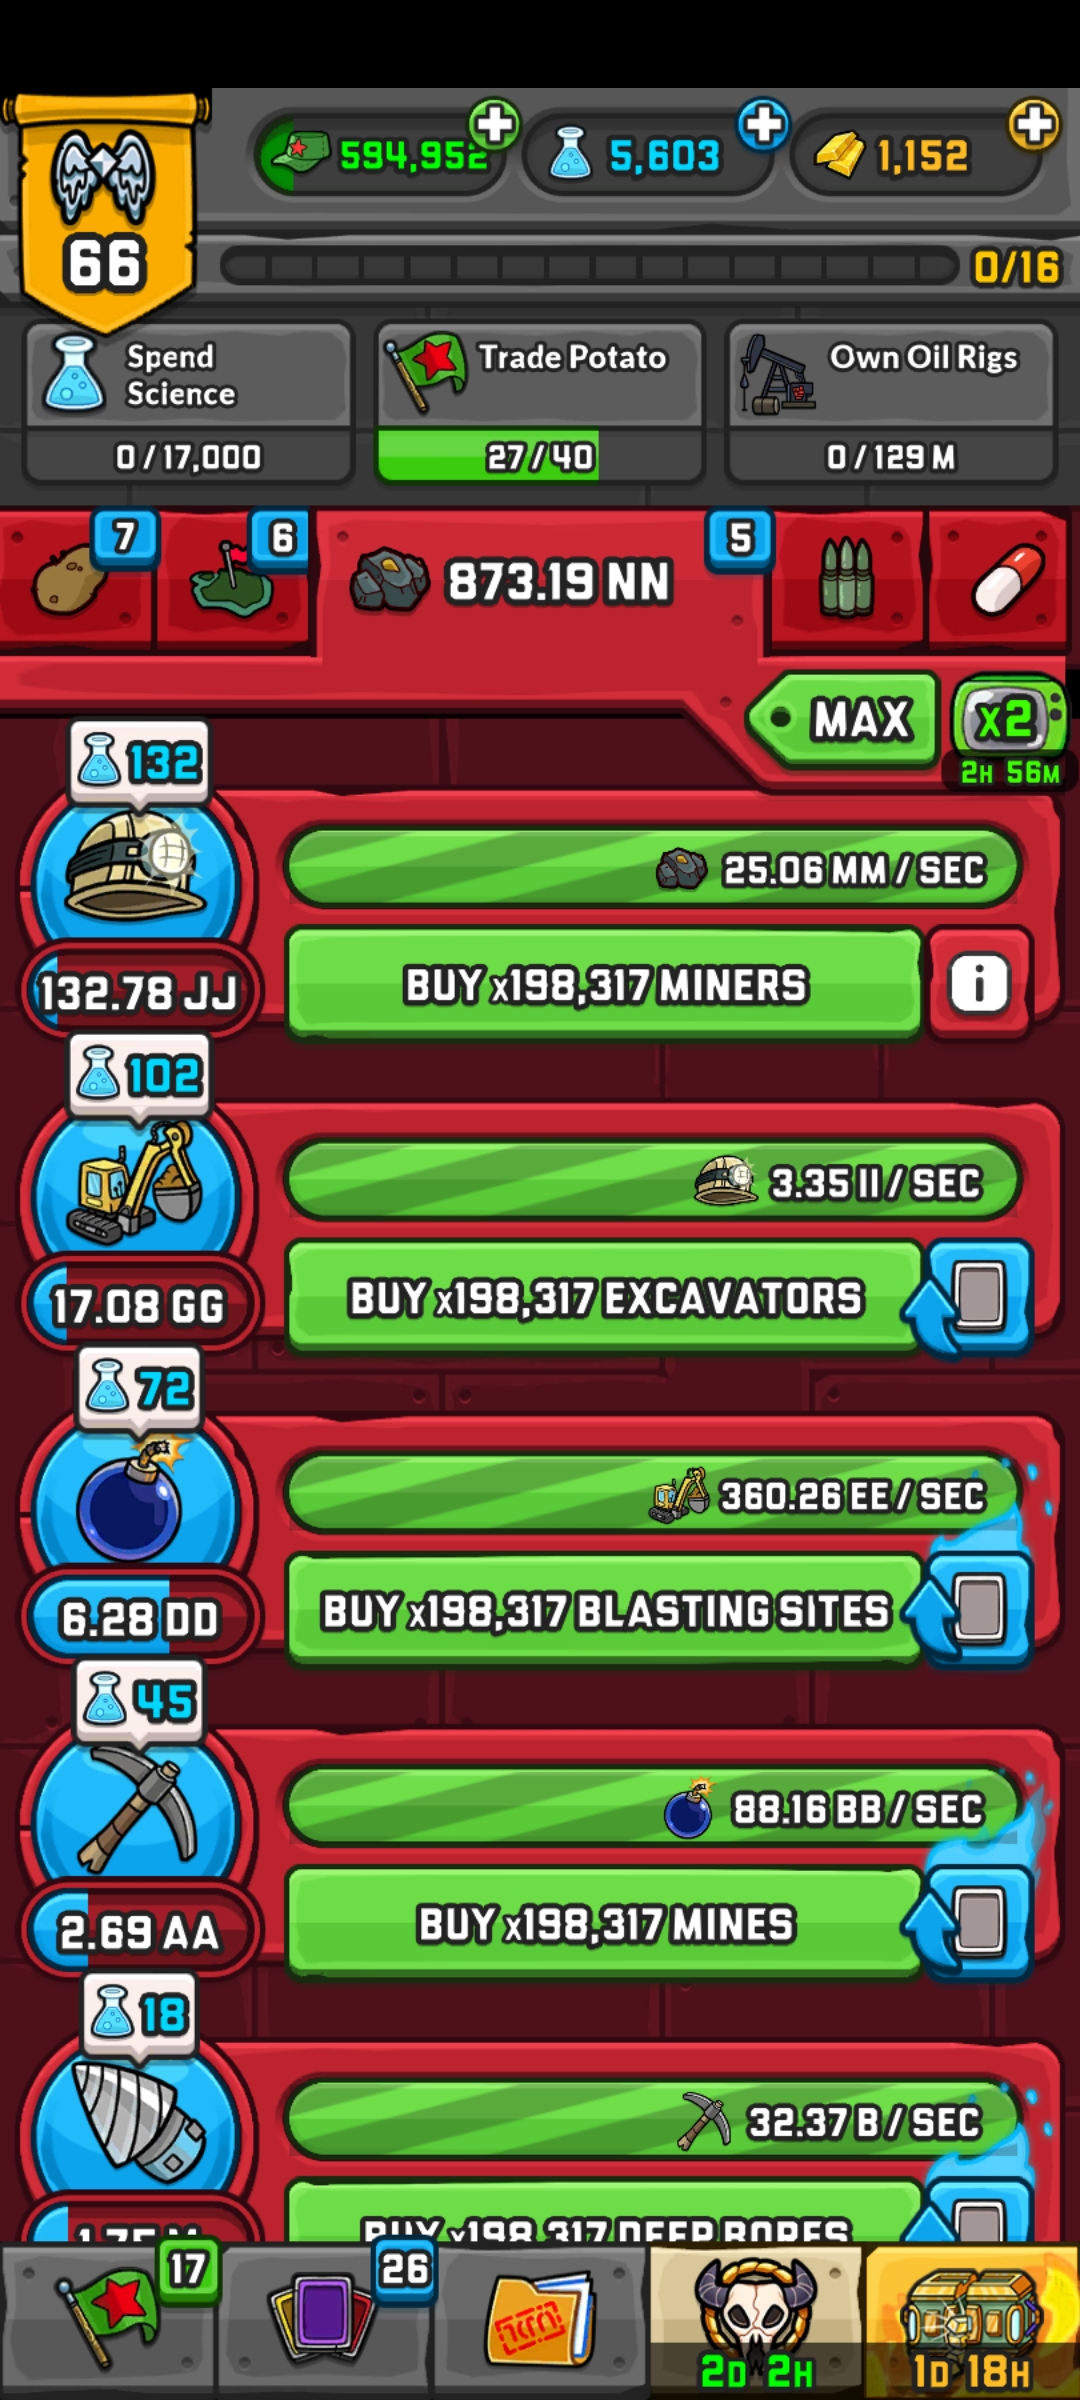 594,952
5,603
1,152
66
0/16
Spend
Science
0 / 17,000
Trade Potato
27 / 40
Own Oil Rigs
0 / 129 M
7
6
873.19 NN
5
MAX
x2
2H 56M
132
25.06 MM / SEC
132.78 JJ
BUY x198,317 MINERS
i
102
3.35 II / SEC
17.08 GG
BUY x198,317 EXCAVATORS
72
360.26 EE / SEC
6.28 DD
BUY x198,317 BLASTING SITES
45
88.16 BB / SEC
2.69 AA
BUY x198,317 MINES
18
32.37 B / SEC
BUY x198,317 DEEP BORES
17
26
2D 2H
1D 18H